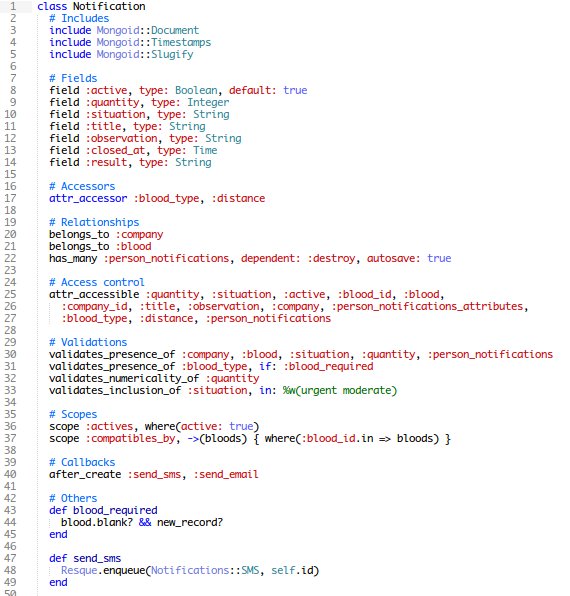 1 class Notification
2   # Includes
3   include Mongoid::Document
4   include Mongoid::Timestamps
5   include Mongoid::Slugify
6
7   # Fields
8   field :active, type: Boolean, default: true
9   field :quantity, type: Integer
10   field :situation, type: String
11   field :title, type: String
12   field :observation, type: String
13   field :closed_at, type: Time
14   field :result, type: String
15
16   # Accessors
17   attr_accessor :blood_type, :distance
18
19   # Relationships
20   belongs_to :company
21   belongs_to :blood
22   has_many :person_notifications, dependent: :destroy, autosave: true
23
24   # Access control
25   attr_accessible :quantity, :situation, :active, :blood_id, :blood,
26     :company_id, :title, :observation, :company, :person_notifications_attributes,
27     :blood_type, :distance, :person_notifications
28
29   # Validations
30   validates_presence_of :company, :blood, :situation, :quantity, :person_notifications
31   validates_presence_of :blood_type, if: :blood_required
32   validates_numericality_of :quantity
33   validates_inclusion_of :situation, in: %w(urgent moderate)
34
35   # Scopes
36   scope :actives, where(active: true)
37   scope :compatibles_by, ->(bloods) { where(:blood_id.in => bloods) }
38
39   # Callbacks
40   after_create :send_sms, :send_email
41
42   # Others
43   def blood_required
44     blood.blank? && new_record?
45   end
46
47   def send_sms
48     Resque.enqueue(Notifications::SMS, self.id)
49   end
50